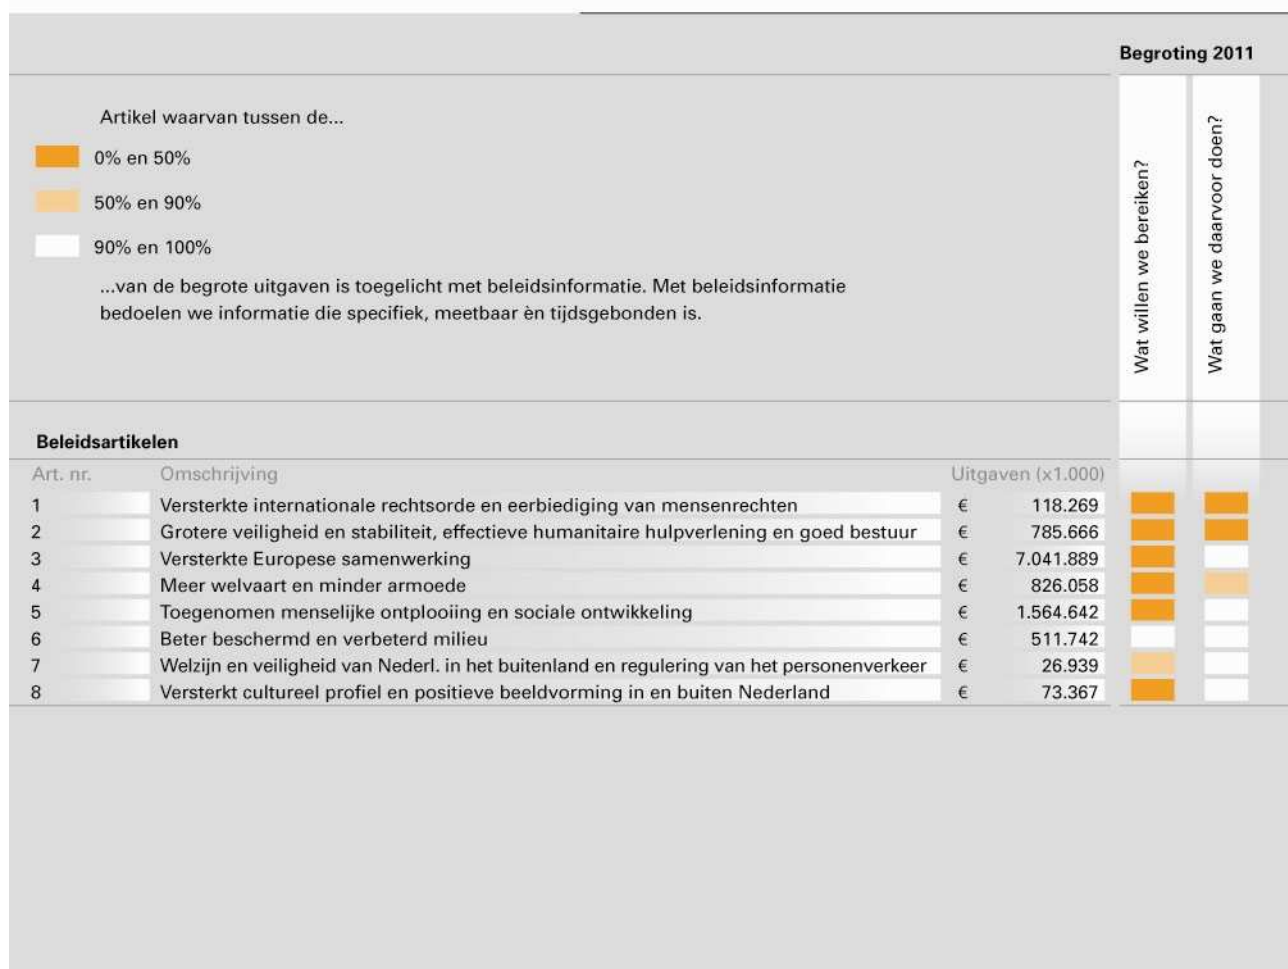 Begroting 2011
Wat willen we bereiken?
Wat gaan we daarvoor doen?
Artikel waarvan tussen de...
0% en 50%
50% en 90%
90% en 100%
...van de begrote uitgaven is toegelicht met beleidsinformatie. Met beleidsinformatie
bedoelen we informatie die specifiek, meetbaar èn tijdsgebonden is.
Beleidsartikelen
Art. nr. Omschrijving Uitgaven (x1.000)
1 Versterkte internationale rechtsorde en eerbiediging van mensenrechten € 118.269
2 Grotere veiligheid en stabiliteit, effectieve humanitaire hulpverlening en goed bestuur € 785.666
3 Versterkte Europese samenwerking € 7.041.889
4 Meer welvaart en minder armoede € 826.058
5 Toegenomen menselijke ontplooiing en sociale ontwikkeling € 1.564.642
6 Beter beschermd en verbeterd milieu € 511.742
7 Welzijn en veiligheid van Nederl. in het buitenland en regulering van het personenverkeer € 26.939
8 Versterkt cultureel profiel en positieve beeldvorming in en buiten Nederland € 73.367